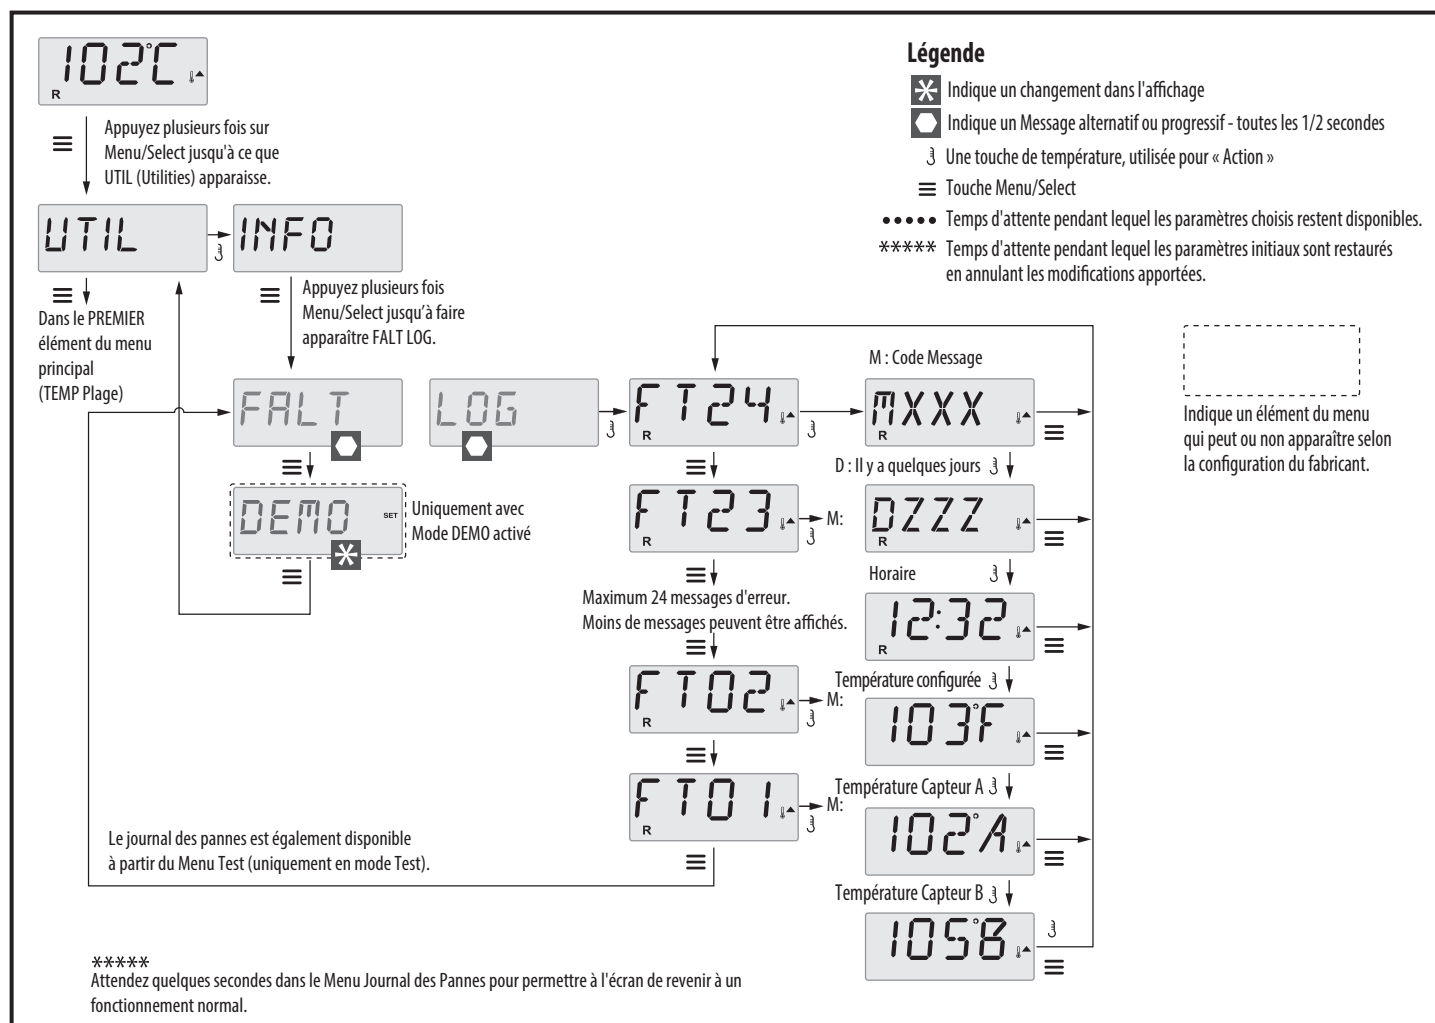 102°C
R
Appuyez plusieurs fois sur
Menu/Select jusqu'à ce que
UTIL (Utilities) apparaisse.
Légende
Indique un changement dans l'affichage
Indique un Message alternatif ou progressif - toutes les 1/2 secondes
Une touche de température, utilisée pour « Action »
Touche Menu/Select
••••• Temps d'attente pendant lequel les paramètres choisis restent disponibles.
***** Temps d'attente pendant lequel les paramètres initiaux sont restaurés
en annulant les modifications apportées.
UTIL
INFO
Dans le PREMIER
élément du menu
principal
(TEMP Plage)
Appuyez plusieurs fois
Menu/Select jusqu’à faire
apparaître FALT LOG.
FALT
LOG
FT24
R
M : Code Message
MXXX
R
Indique un élément du menu
qui peut ou non apparaître selon
la configuration du fabricant.
DEMO
SET
Uniquement avec
Mode DEMO activé
FT23
R
M:
D : Il y a quelques jours
DZZZ
R
Maximum 24 messages d'erreur.
Moins de messages peuvent être affichés.
Horaire
12:32
R
FT02
R
M:
Température configurée
103°F
FT01
R
M:
Température Capteur A
102°A
Température Capteur B
105°B
Le journal des pannes est également disponible
à partir du Menu Test (uniquement en mode Test).
*****
Attendez quelques secondes dans le Menu Journal des Pannes pour permettre à l'écran de revenir à un
fonctionnement normal.